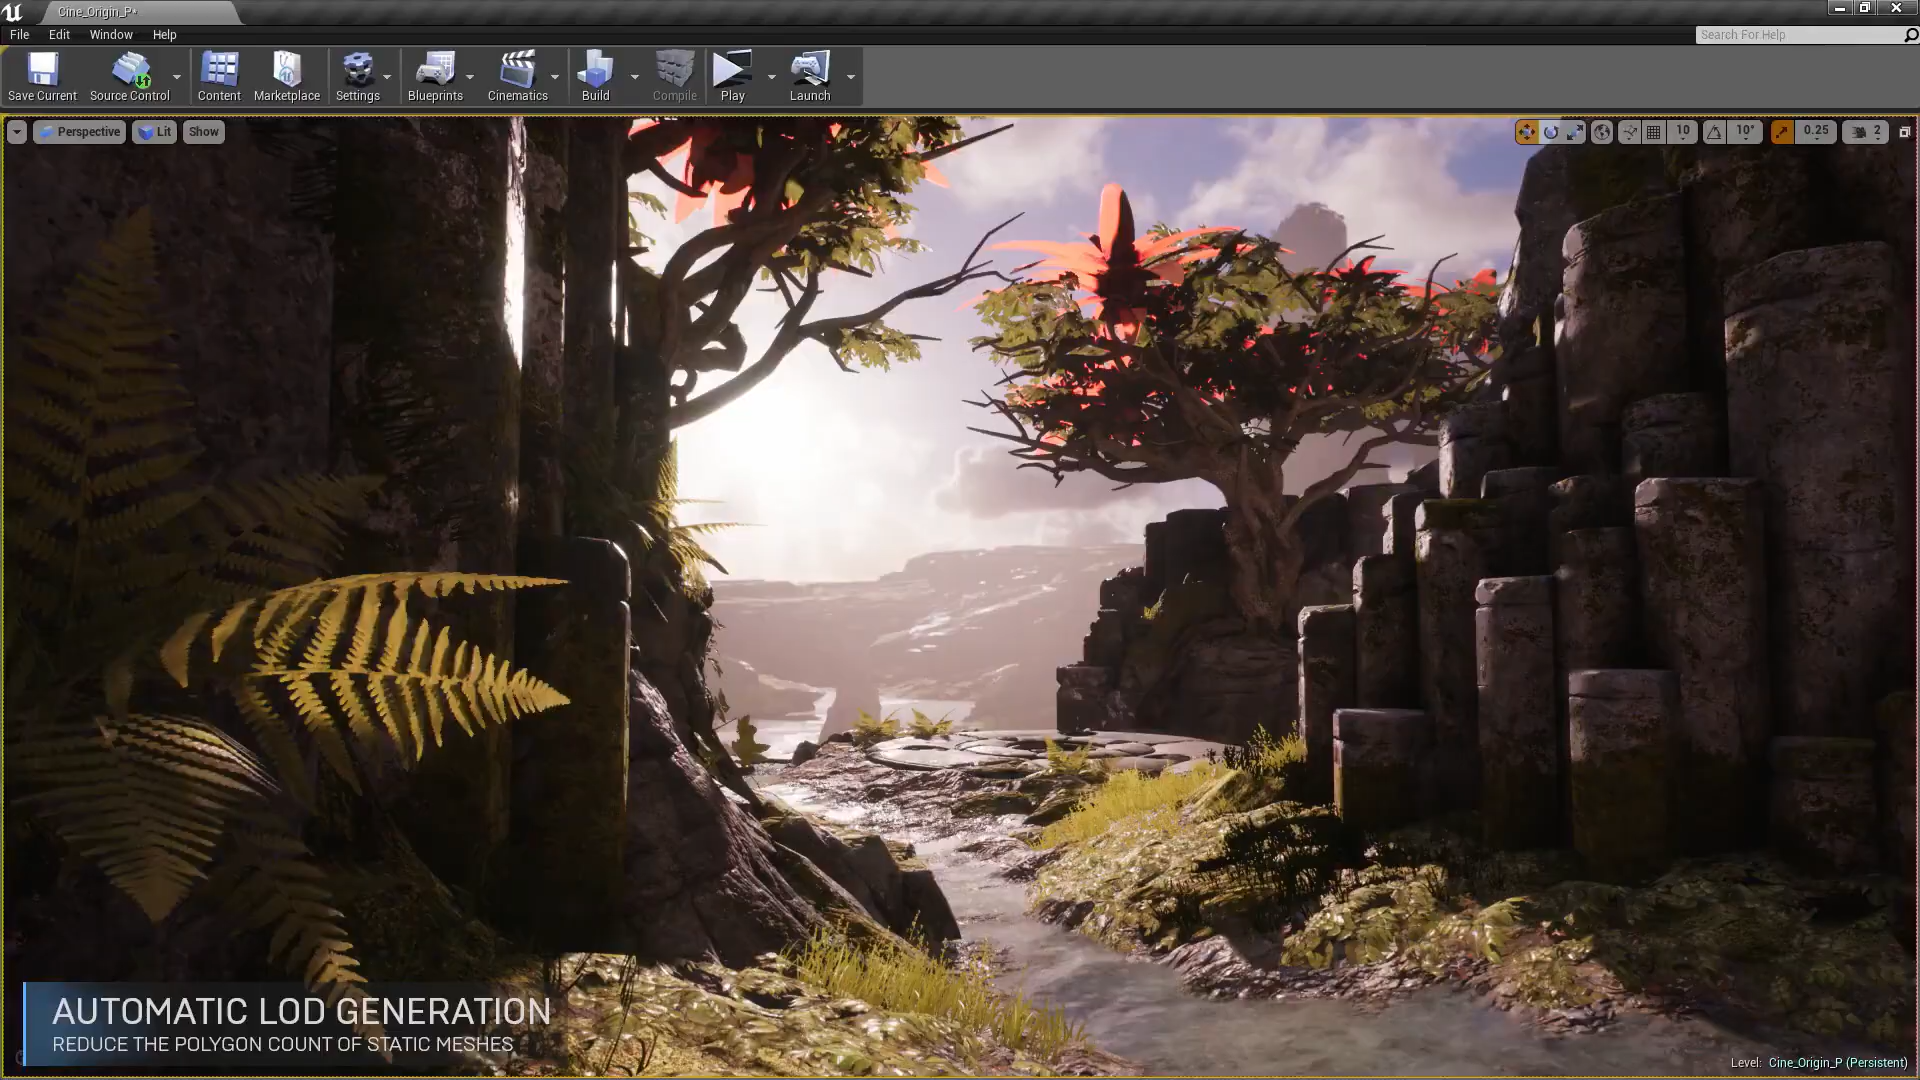 Cine_Origin_P*
File Edit Window Help
Search For Help
Save Current Source Control Content Marketplace Settings Blueprints Cinematics Build Compile Play Launch
Perspective Lit Show
10 10° 0.25 2
AUTOMATIC LOD GENERATION
REDUCE THE POLYGON COUNT OF STATIC MESHES
Level: Cine_Origin_P (Persistent)